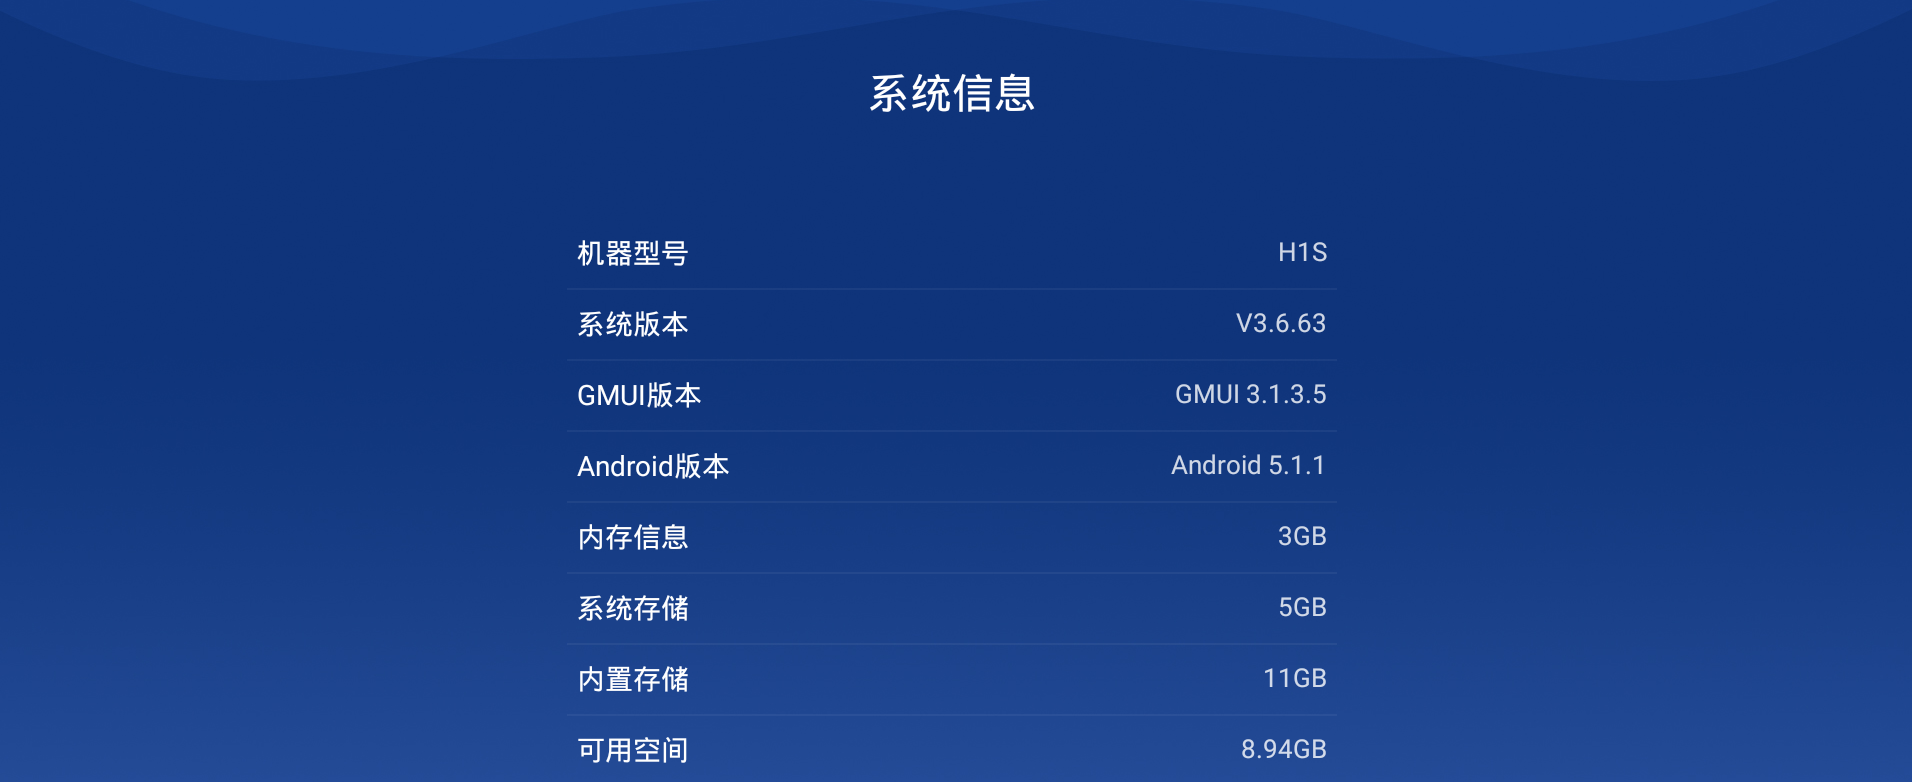 系统信息
机器型号 H1S
系统版本 V3.6.63
GMUI版本 GMUI 3.1.3.5
Android版本 Android 5.1.1
内存信息 3GB
系统存储 5GB
内置存储 11GB
可用空间 8.94GB